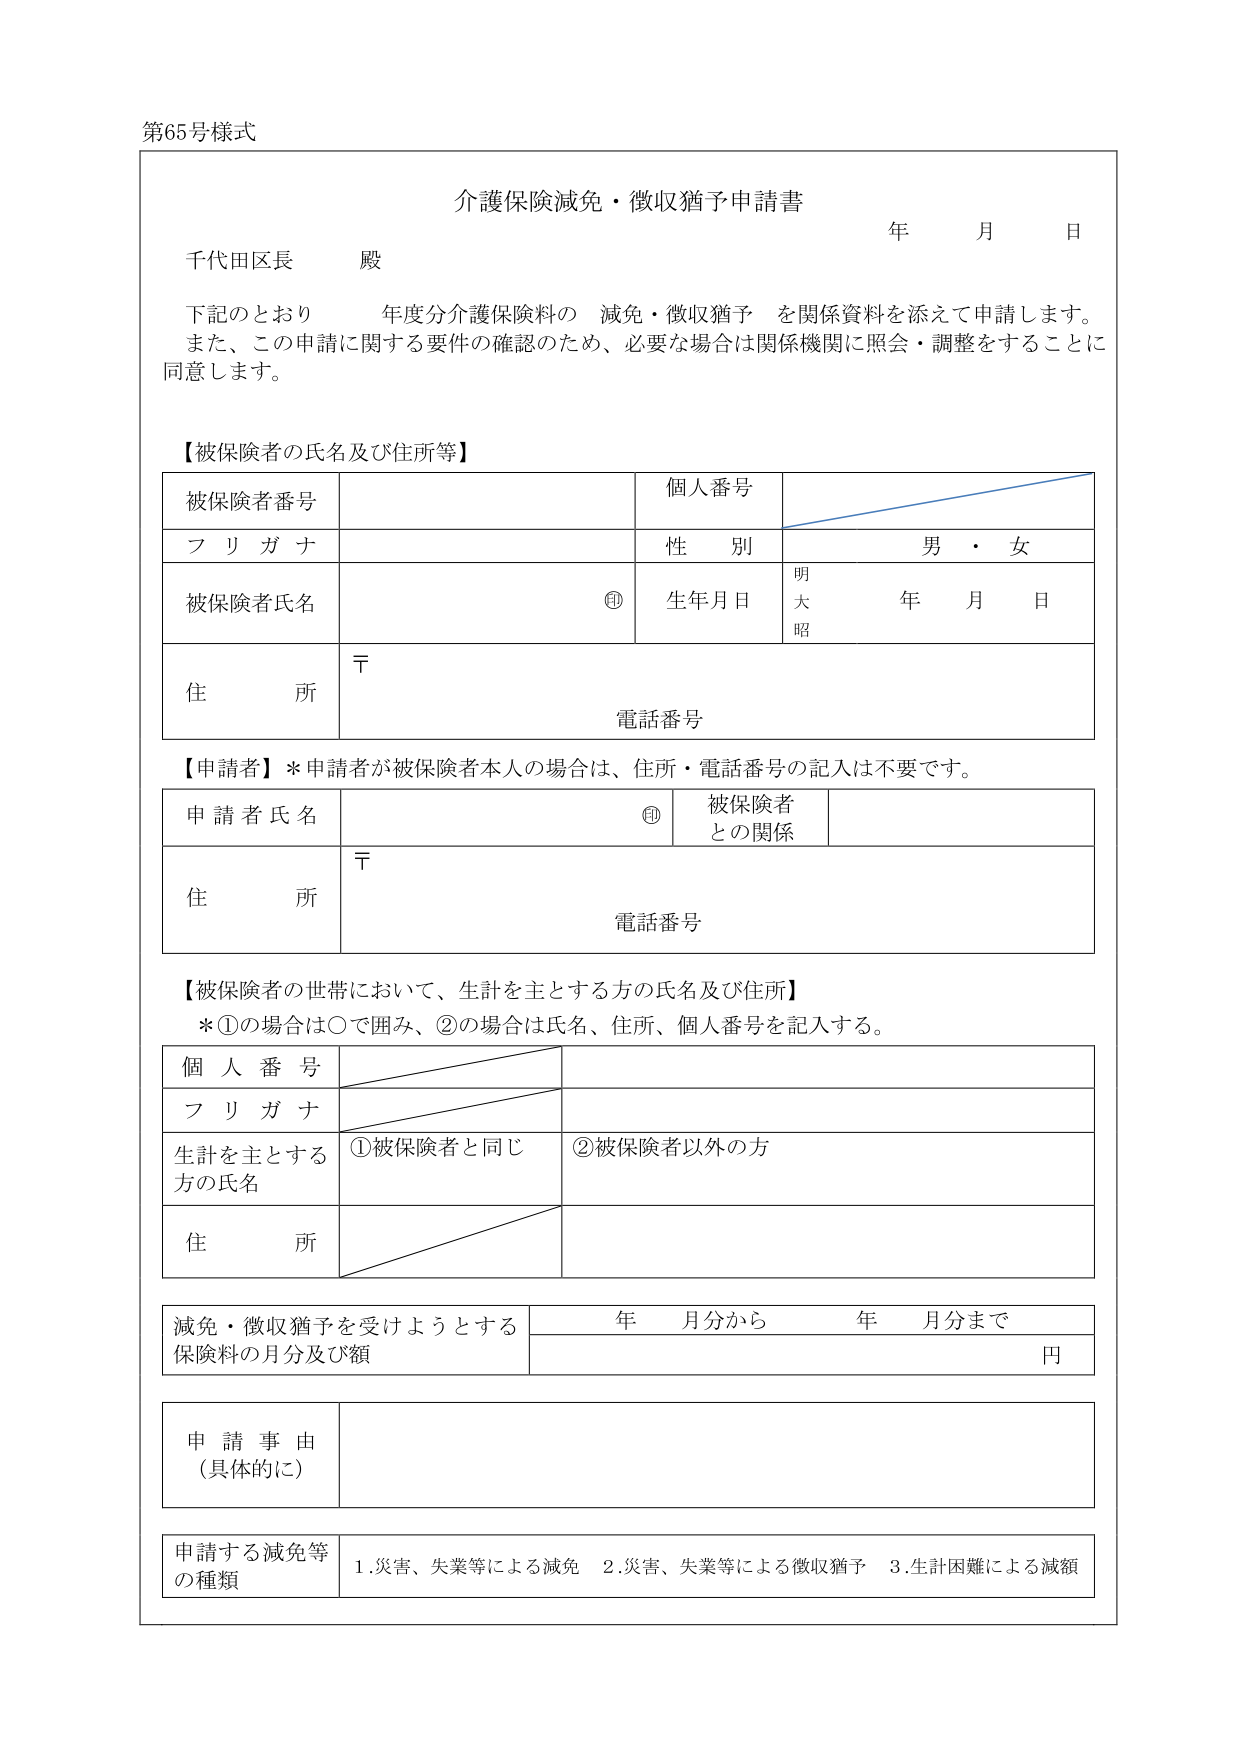 第65号様式
介護保険減免・徴収猶予申請書
年　　　月　　　日
千代田区長　　　殿
下記のとおり　　　年度分介護保険料の　減免・徴収猶予　を関係資料を添えて申請します。
また、この申請に関する要件の確認のため、必要な場合は関係機関に照会・調整をすることに
同意します。
【被保険者の氏名及び住所等】
被保険者番号　個人番号
フ リ ガ ナ　性　別　男 ・ 女
被保険者氏名　㊞　生年月日　明 大 昭　年　月　日
〒
住　　　　所
電話番号
【申請者】＊申請者が被保険者本人の場合は、住所・電話番号の記入は不要です。
申請者氏名　㊞　被保険者
との関係
〒
住　　　　所
電話番号
【被保険者の世帯において、生計を主とする方の氏名及び住所】
＊①の場合は〇で囲み、②の場合は氏名、住所、個人番号を記入する。
個 人 番 号
フ リ ガ ナ
生計を主とする
方の氏名　①被保険者と同じ　②被保険者以外の方
住　　　　所
減免・徴収猶予を受けようとする
保険料の月分及び額
年　　月分から　　　　年　　月分まで
円
申 請 事 由
（具体的に）
申請する減免等
の種類
1.災害、失業等による減免　2.災害、失業等による徴収猶予　3.生計困難による減額